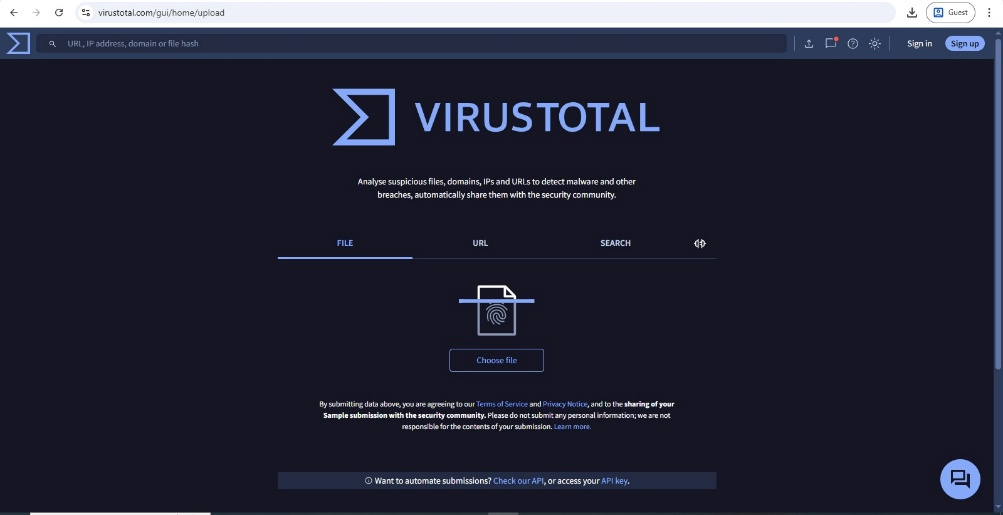 virustotal.com/gui/home/upload
Guest
URL, IP address, domain or file hash
Sign in
Sign up
VIRUSTOTAL
Analyse suspicious files, domains, IPs and URLs to detect malware and other
breaches, automatically share them with the security community.
FILE
URL
SEARCH
Choose file
By submitting data above, you are agreeing to our Terms of Service and Privacy Notice, and to the sharing of your
Sample submission with the security community. Please do not submit any personal information; we are not
responsible for the contents of your submission. Learn more.
Want to automate submissions? Check our API, or access your API key.